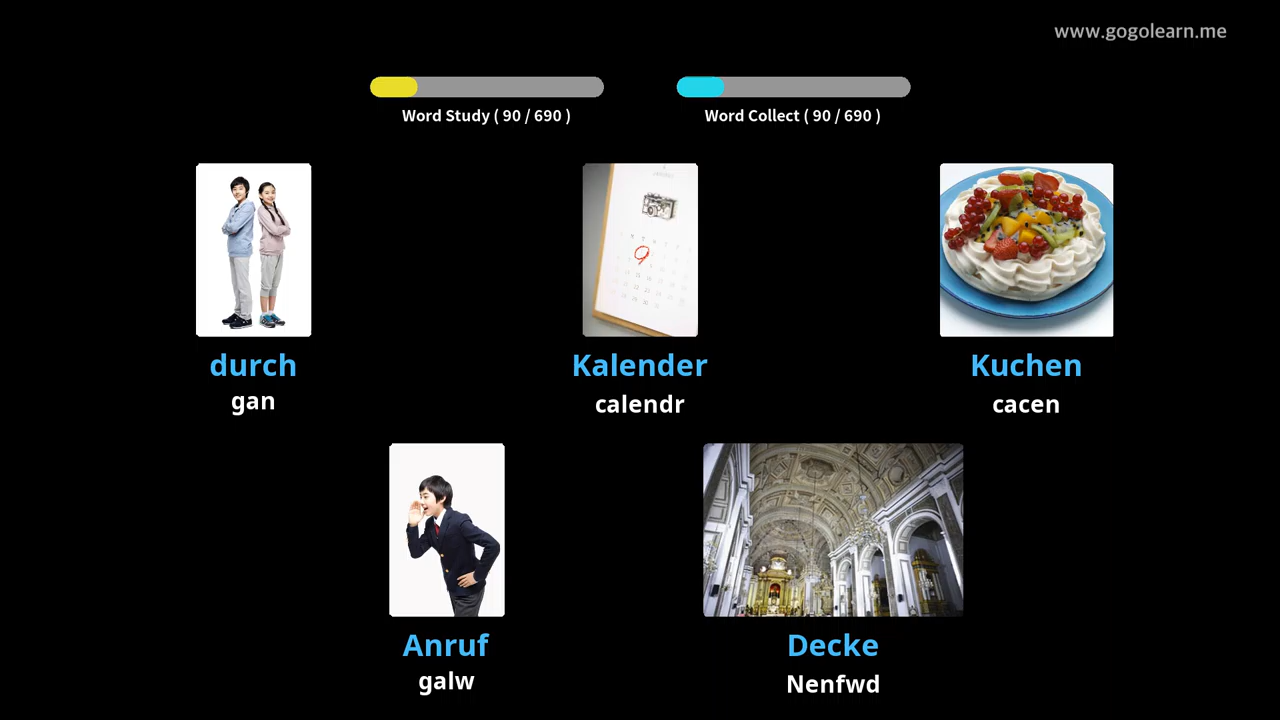 www.gogolearn.me
Word Study ( 90 / 690 )
Word Collect ( 90 / 690 )
durch
gan
Kalender
calendr
Kuchen
cacen
Anruf
galw
Decke
Nenfwd